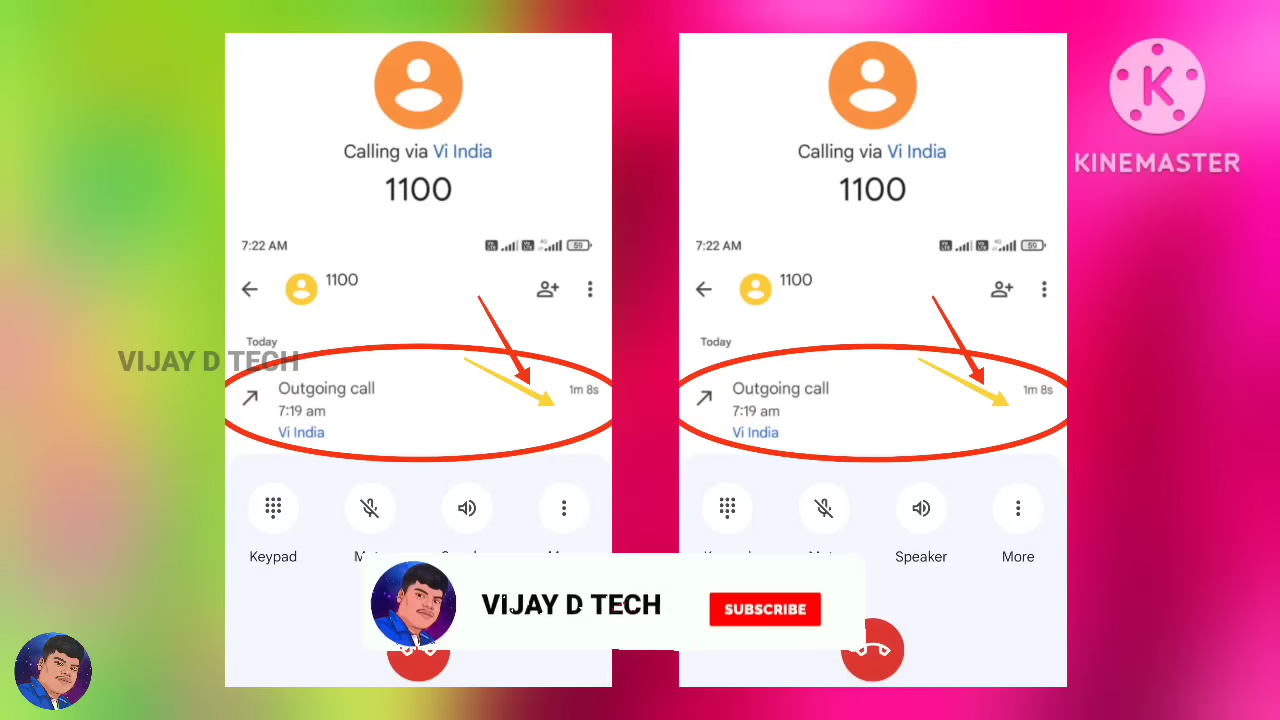 Calling via Vi India
1100
7:22 AM
59
1100
Today
Outgoing call
1m 8s
7:19 am
Vi India
Keypad
Calling via Vi India
1100
7:22 AM
59
1100
Today
Outgoing call
1m 8s
7:19 am
Vi India
Speaker
More
K
KINEMASTER
VIJAY D TECH
VIJAY D TECH
SUBSCRIBE